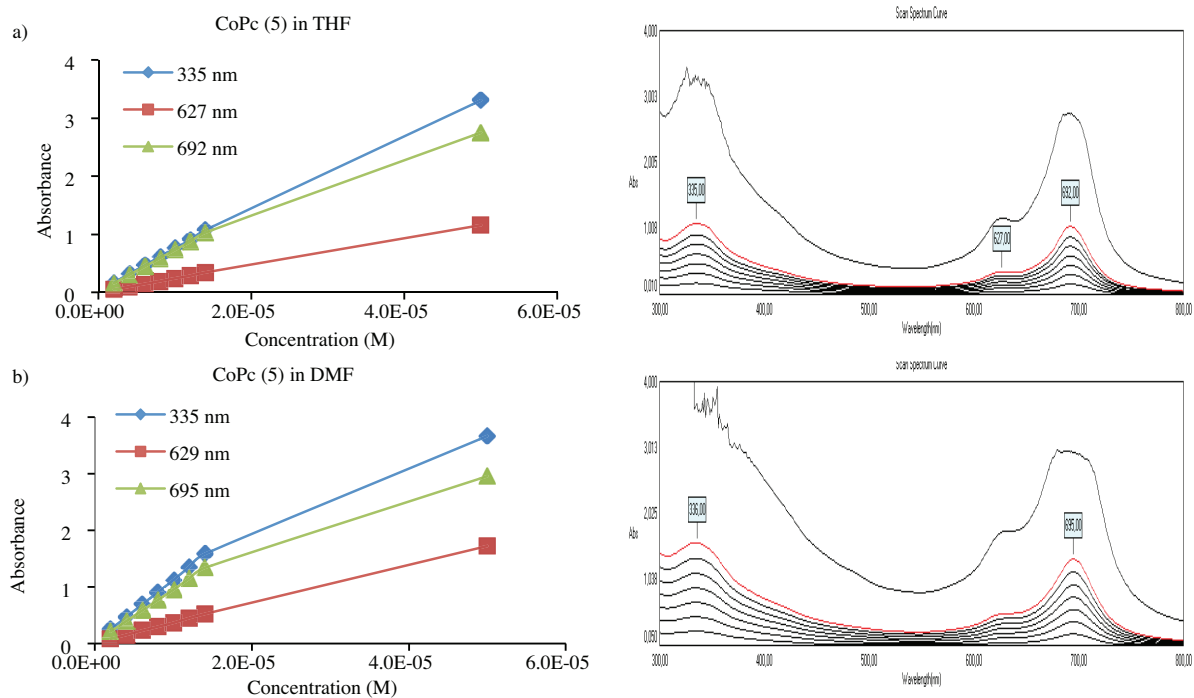 a)
CoPc (5) in THF
4
3
2
1
0
Absorbance
335 nm
627 nm
692 nm
0.0E+00
2.0E-05
4.0E-05
6.0E-05
Concentration (M)
Scan Spectrum Curve
4,000
3,003
2,005
1,008
0,010
Abs
335,00
627,00
692,00
300,00
400,00
500,00
600,00
700,00
800,00
Wavelength(nm)
b)
CoPc (5) in DMF
4
3
2
1
0
Absorbance
335 nm
629 nm
695 nm
0.0E+00
2.0E-05
4.0E-05
6.0E-05
Concentration (M)
Scan Spectrum Curve
4,000
3,013
2,025
1,038
0,050
Abs
336,00
695,00
300,00
400,00
500,00
600,00
700,00
800,00
Wavelength(nm)